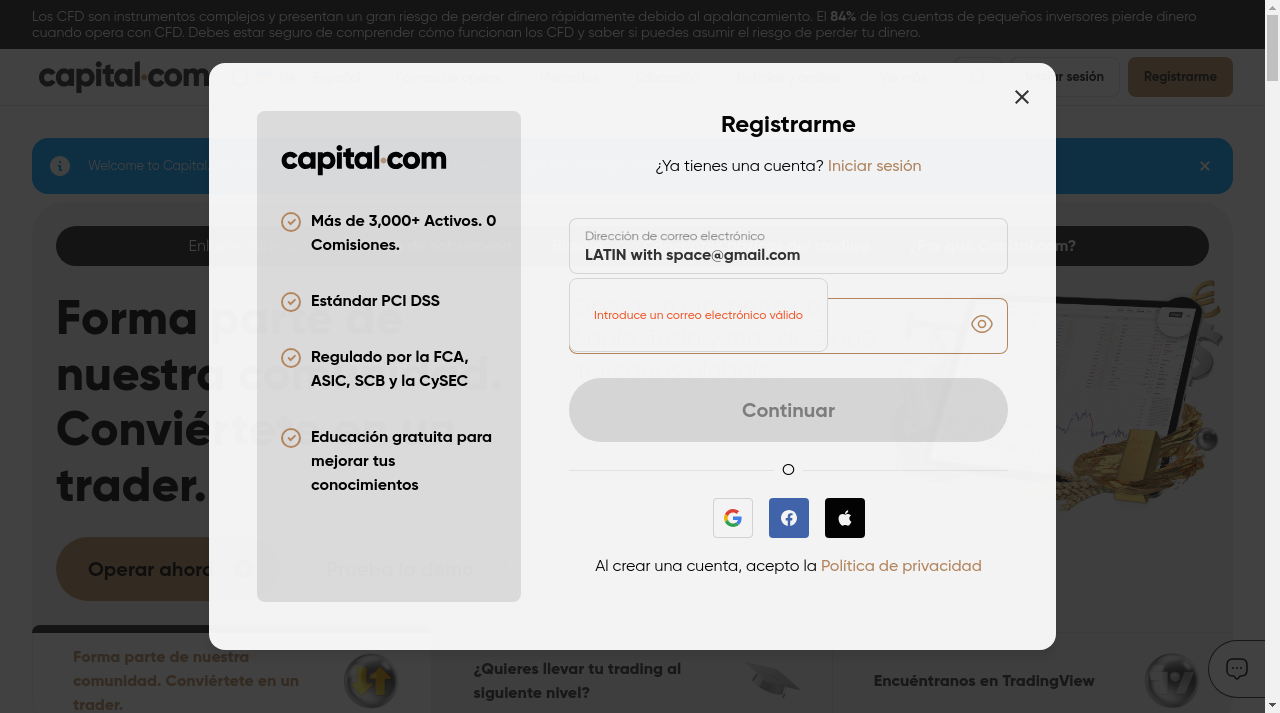 Los CFD son instrumentos complejos y presentan un gran riesgo de perder dinero rápidamente debido al apalancamiento. El 84% de las cuentas de pequeños inversores pierde dinero
cuando opera con CFD. Debes estar seguro de comprender cómo funcionan los CFD y saber si puedes asumir el riesgo de perder tu dinero.
capital.com
sesión
Registrarme
Welcome to Capital
Registrarme
¿Ya tienes una cuenta? Iniciar sesión
capital.com
Más de 3,000+ Activos. 0
Comisiones.
Estándar PCI DSS
Regulado por la FCA,
ASIC, SCB y la CySEC
Educación gratuita para
mejorar tus
conocimientos
Dirección de correo electrónico
LATIN with space@gmail.com
Introduce un correo electrónico válido
Continuar
O
Al crear una cuenta, acepto la Política de privacidad
Forma parte de
nuestra comunidad.
Conviértete en un
trader.
Operar ahora
Prueba la demo
Forma parte de nuestra
comunidad. Conviértete en un
trader.
¿Quieres llevar tu trading al
siguiente nivel?
Encuéntranos en TradingView